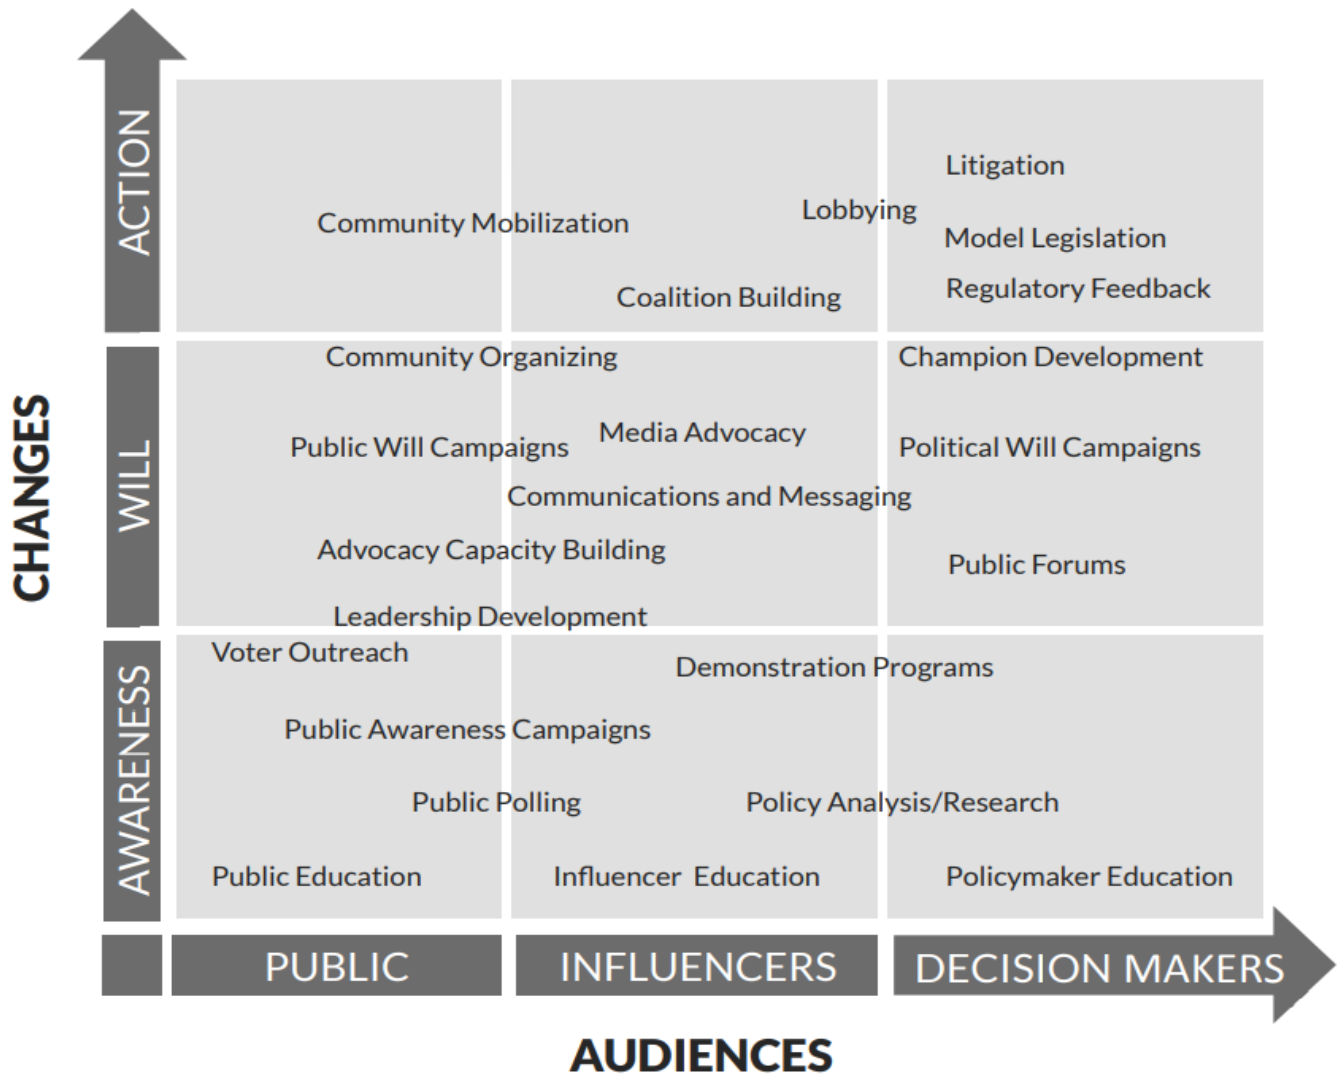 ACTION
Litigation
Lobbying
Community Mobilization
Model Legislation
Regulatory Feedback
Coalition Building
CHANGES
WILL
Community Organizing
Champion Development
Media Advocacy
Public Will Campaigns
Political Will Campaigns
Communications and Messaging
Advocacy Capacity Building
Public Forums
Leadership Development
AWARENESS
Voter Outreach
Demonstration Programs
Public Awareness Campaigns
Public Polling
Policy Analysis/Research
Public Education
Influencer Education
Policymaker Education
PUBLIC
INFLUENCERS
DECISION MAKERS
AUDIENCES